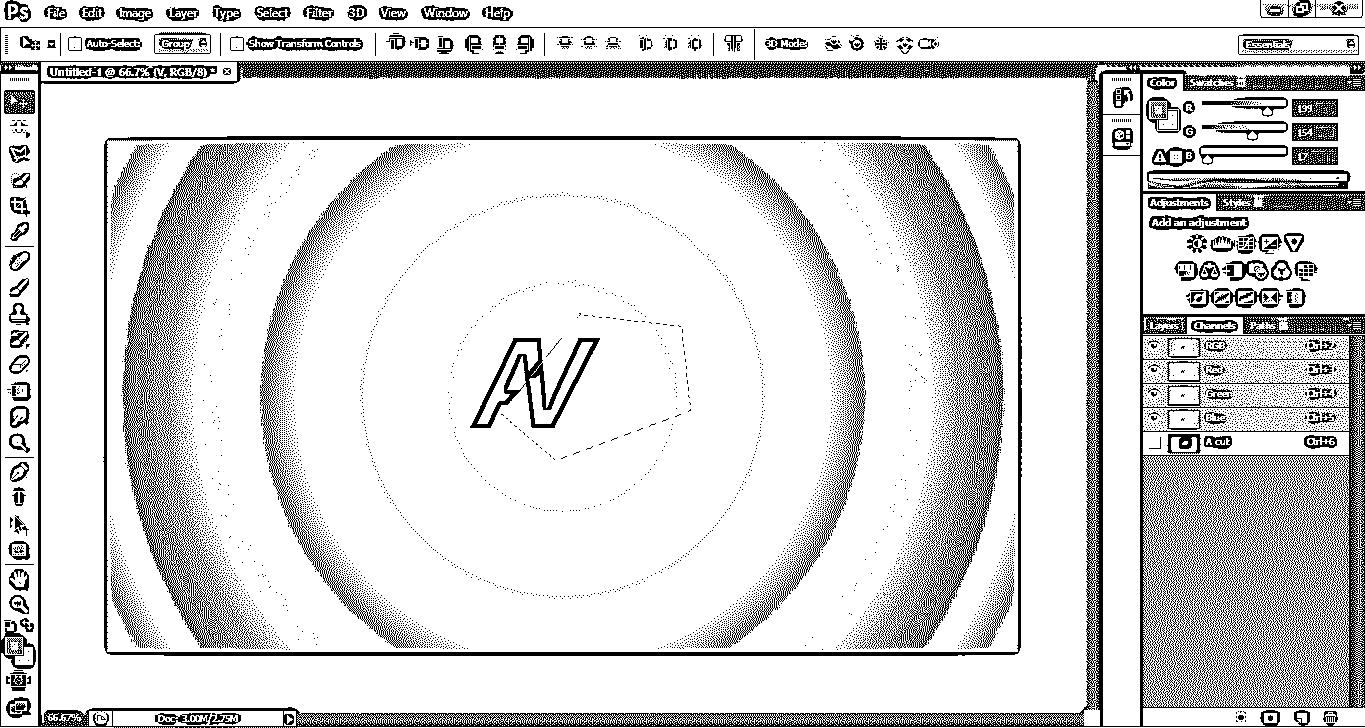 Ps File Edit Image Layer Type Select Filter 3D View Window Help
Auto-Select: Group Show Transform Controls 3D Mode: Essentials
Untitled-1 @ 66.7% (V, RGB/8) * x
Color Swatches
R 199
G 154
B 17
Adjustments Styles
Add an adjustment
Layers Channels Paths
RGB Ctrl+2
Red Ctrl+3
Green Ctrl+4
Blue Ctrl+5
A cut Ctrl+6
AV
66.67% Doc: 3.00M/2.75M